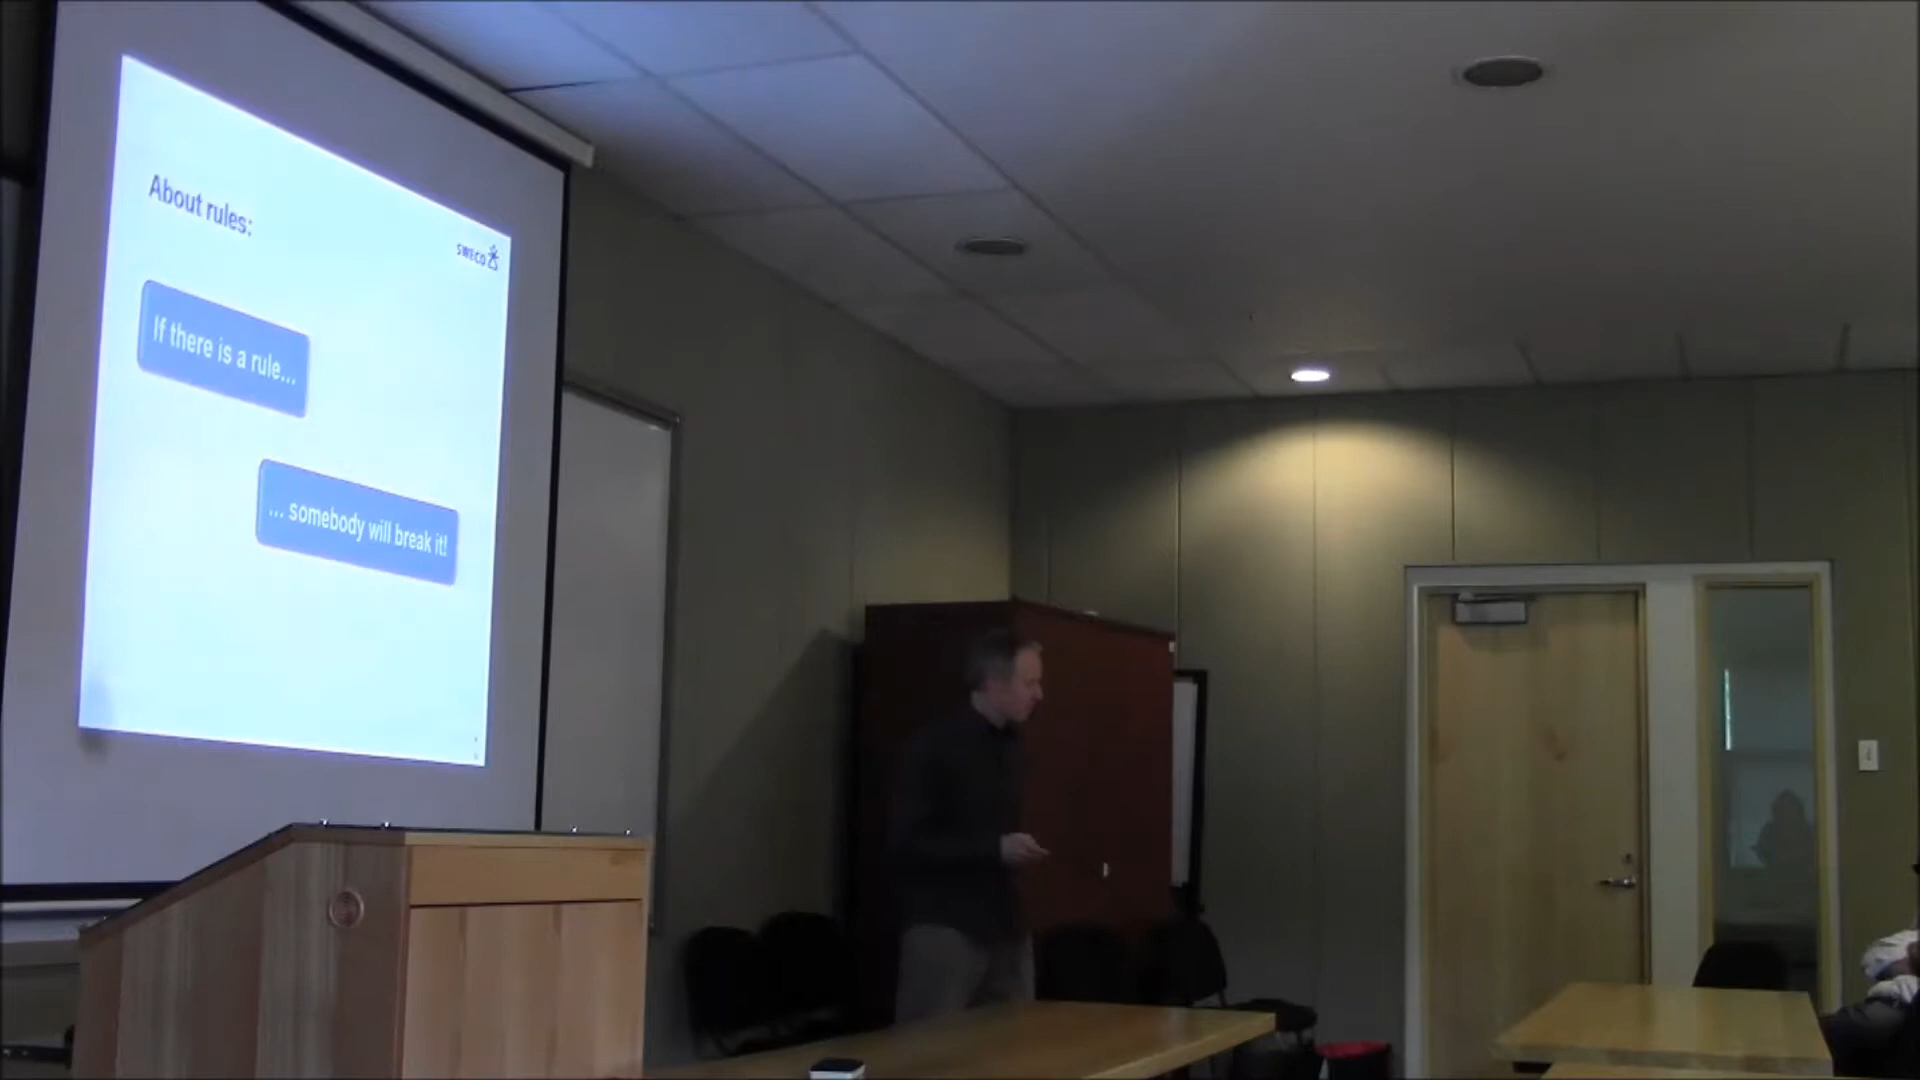 About rules:
SWECO
If there is a rule...
... somebody will break it!